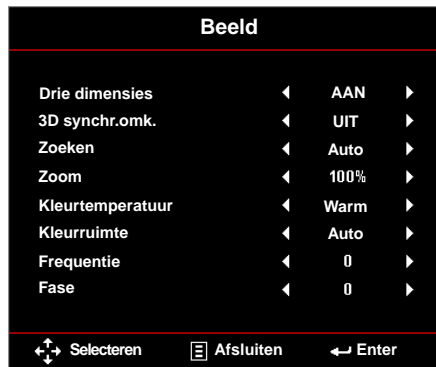 Beeld
Drie dimensies AAN
3D synchr.omk. UIT
Zoeken Auto
Zoom 100%
Kleurtemperatuur Warm
Kleurruimte Auto
Frequentie 0
Fase 0
Selecteren Afsluiten Enter